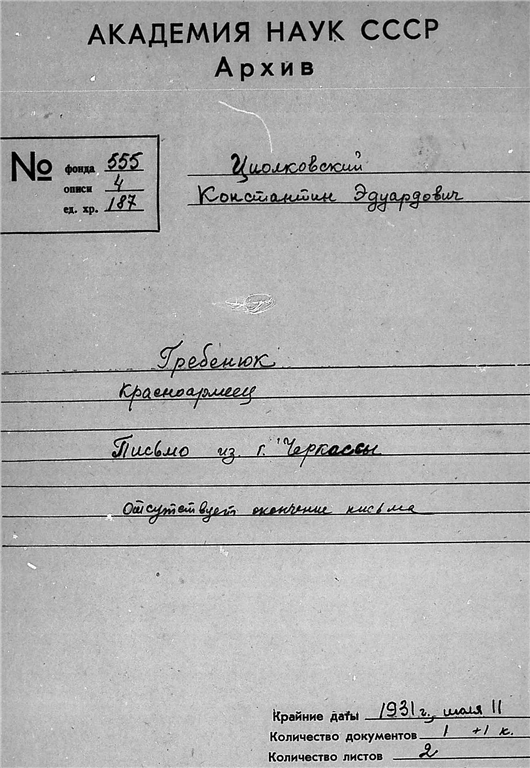 АКАДЕМИЯ НАУК СССР
Архив
№ фонда 555
описи 4
ед. хр. 187
Циолковский
Константин Эдуардович
Гребенюк
Красноармеец
Письмо из г. Черкассы
Отсутствует окончание письма
Крайние даты 1931 г., июля 11
Количество документов 1 +1 к.
Количество листов 2